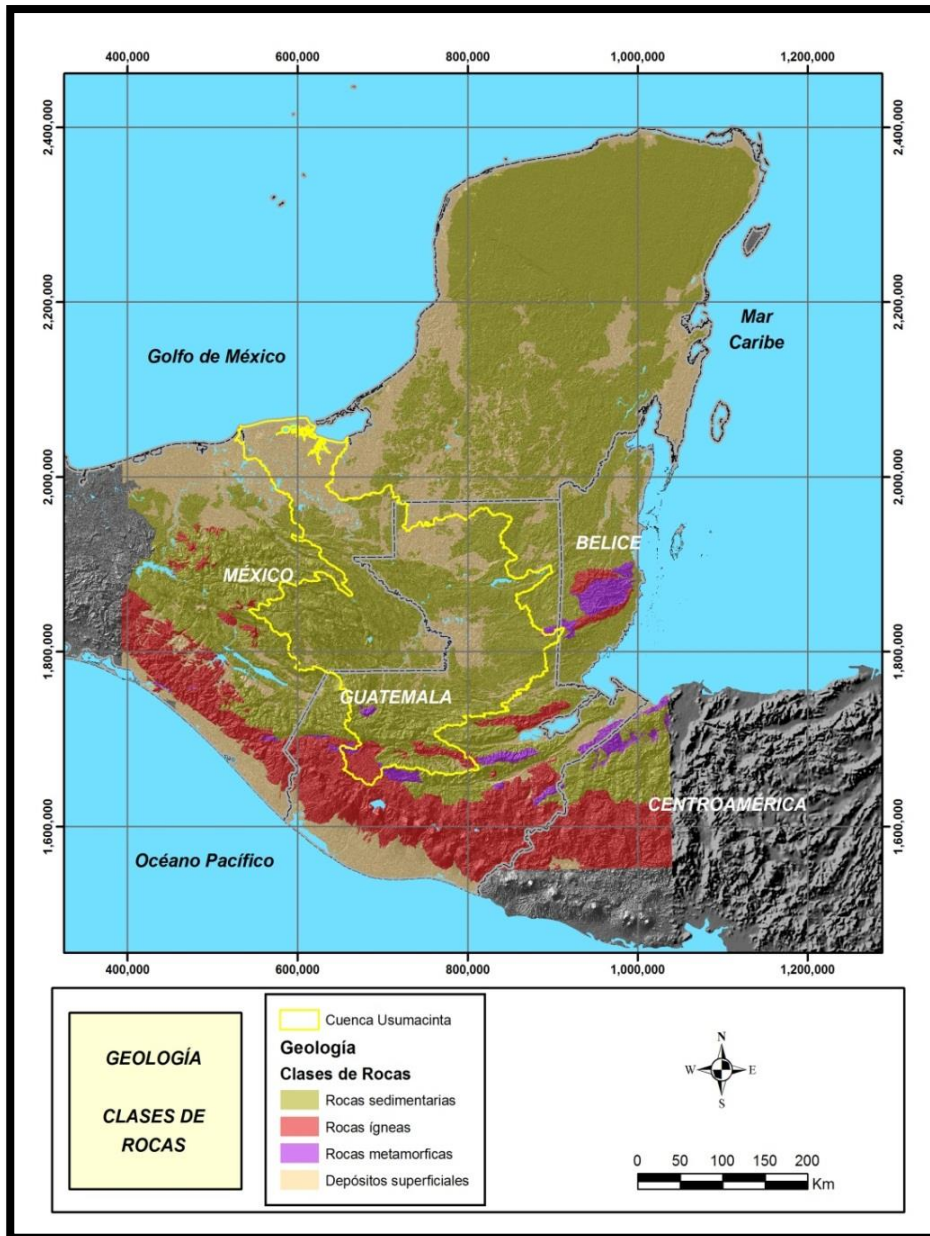 400,000 600,000 800,000 1,000,000 1,200,000
2,400,000 2,400,000
2,200,000 2,200,000
Mar
Caribe
Golfo de México
2,000,000 2,000,000
BELICE
MÉXICO
1,800,000 1,800,000
GUATEMALA
CENTROAMÉRICA
1,600,000 1,600,000
Océano Pacífico
400,000 600,000 800,000 1,000,000 1,200,000
GEOLOGÍA
CLASES DE
ROCAS
Cuenca Usumacinta
Geología
Clases de Rocas
Rocas sedimentarias
Rocas ígneas
Rocas metamorficas
Depósitos superficiales
N
W E
S
0 50 100 150 200
Km